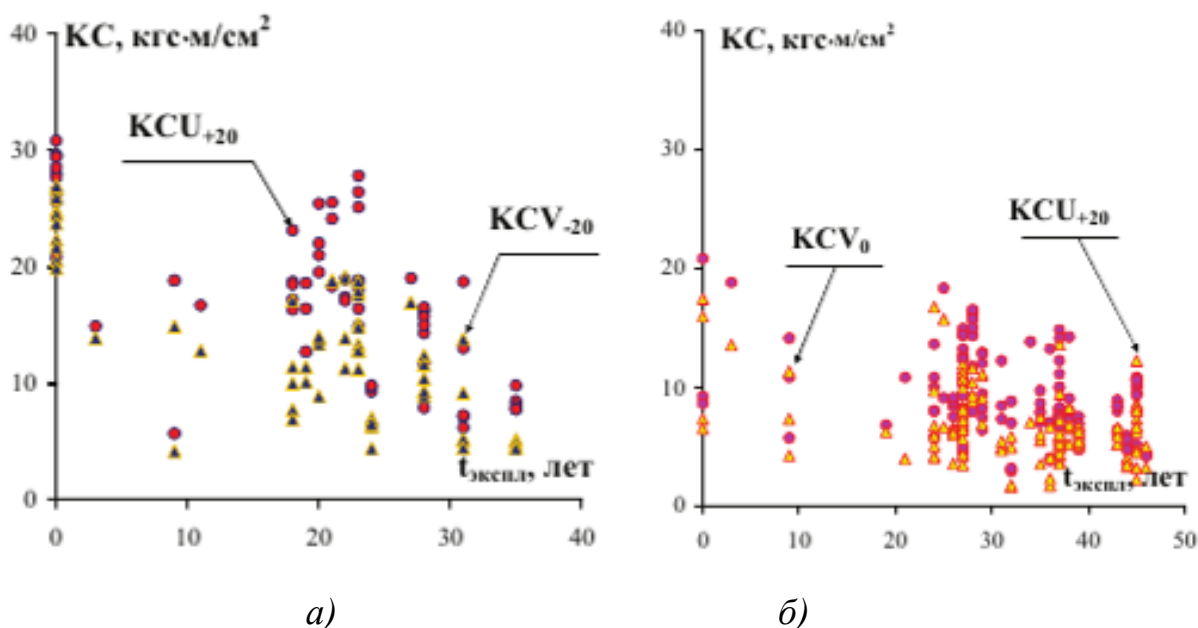 KC, кгс·м/см²
40
30
20
10
0
KCU₊₂₀
KCV₋₂₀
tэкспл, лет
0 10 20 30 40
а)
KC, кгс·м/см²
40
30
20
10
0
KCV₀
KCU₊₂₀
tэкспл, лет
0 10 20 30 40 50
б)